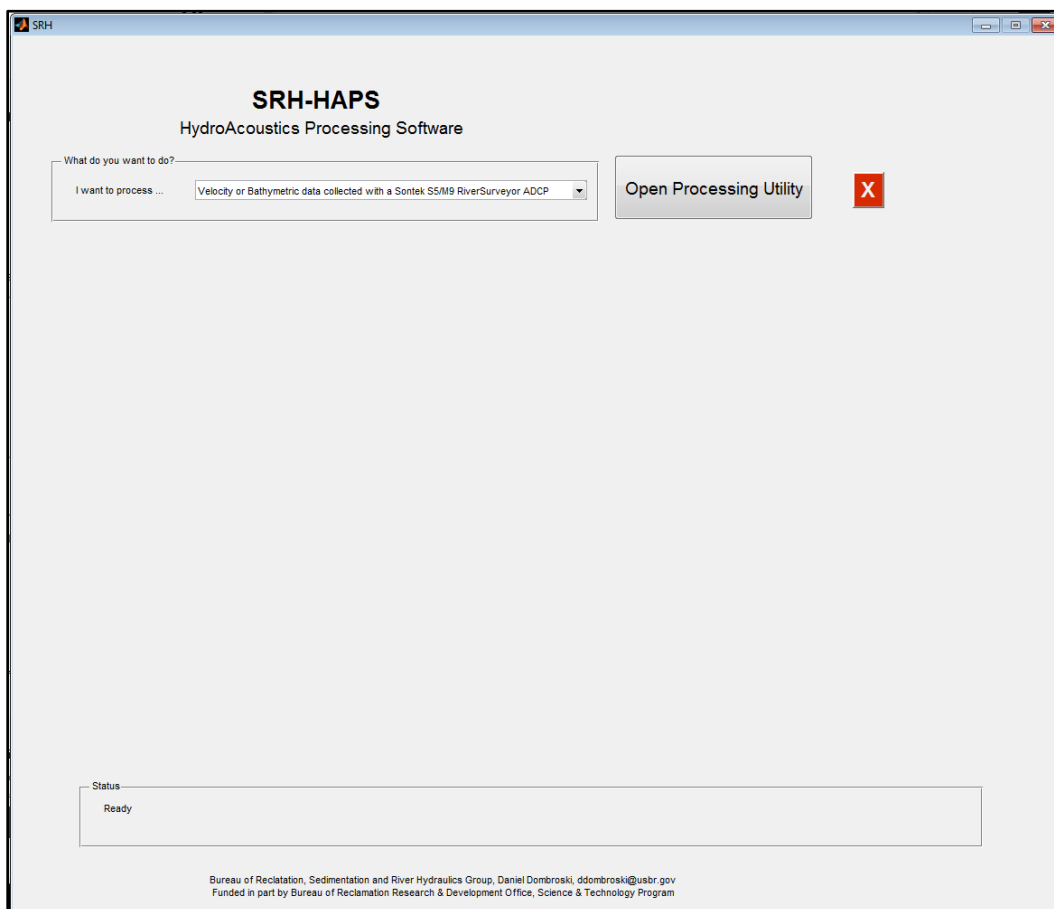 SRH
SRH-HAPS
HydroAcoustics Processing Software
What do you want to do?
I want to process ...
Velocity or Bathymetric data collected with a Sontek S5/M9 RiverSurveyor ADCP
Open Processing Utility
X
Status
Ready
Bureau of Reclatation, Sedimentation and River Hydraulics Group, Daniel Dombroski, ddombroski@usbr.gov
Funded in part by Bureau of Reclamation Research & Development Office, Science & Technology Program